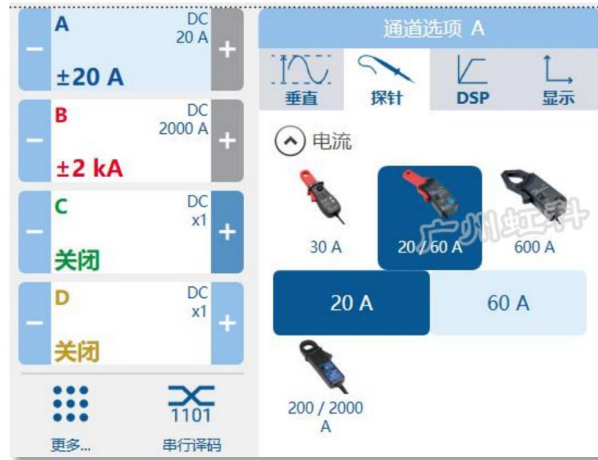 A
DC
20 A
±20 A
B
DC
2000 A
±2 kA
C
DC
x1
关闭
D
DC
x1
关闭
更多...
1101
串行译码
通道选项 A
垂直
探针
DSP
显示
电流
30 A
20 / 60 A
600 A
广州虹科
20 A
60 A
200 / 2000
A